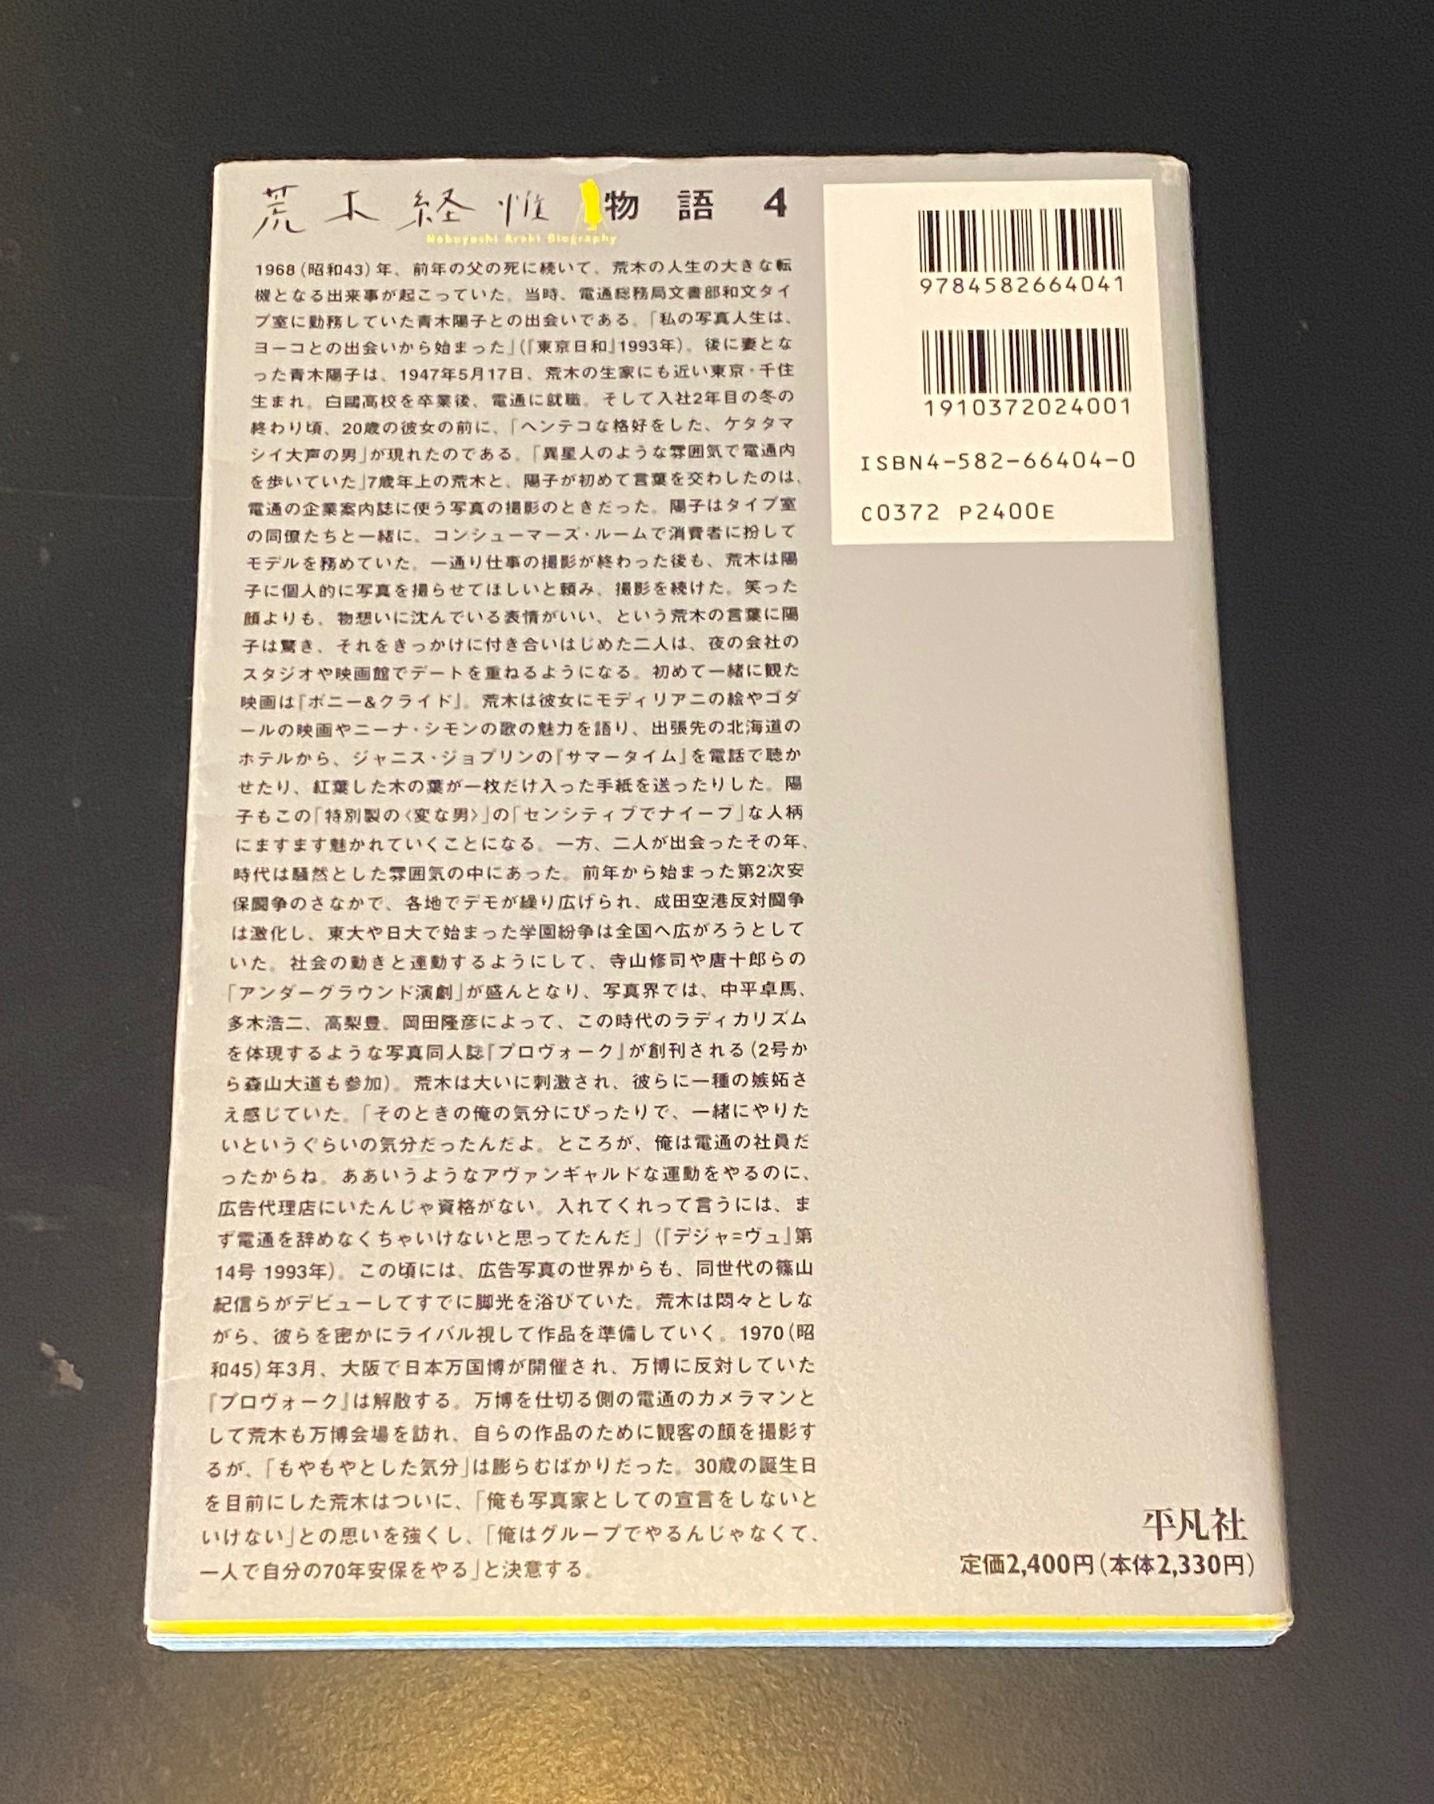 荒木経惟物語 4
Nobuyoshi Araki Biography
1968(昭和43)年、前年の父の死に続いて、荒木の人生の大きな転
機となる出来事が起こっていた。当時、電通総務局文書部和文タイ
プ室に勤務していた青木陽子との出会いである。「私の写真人生は、
ヨーコとの出会いから始まった」(『東京日和』1993年)。後に妻とな
った青木陽子は、1947年5月17日、荒木の生家にも近い東京・千住
生まれ。白鷗高校を卒業後、電通に就職。そして入社2年目の冬の
終わり頃、20歳の彼女の前に、「ヘンテコな格好をした、ケタタマ
シイ大声の男」が現れたのである。「異星人のような雰囲気で電通内
を歩いていた」7歳年上の荒木と、陽子が初めて言葉を交わしたのは、
電通の企業案内誌に使う写真の撮影のときだった。陽子はタイプ室
の同僚たちと一緒に、コンシューマーズ・ルームで消費者に扮して
モデルを務めていた。一通り仕事の撮影が終わった後も、荒木は陽
子に個人的に写真を撮らせてほしいと頼み、撮影を続けた。笑った
顔よりも、物想いに沈んでいる表情がいい、という荒木の言葉に陽
子は驚き、それをきっかけに付き合いはじめた二人は、夜の会社の
スタジオや映画館でデートを重ねるようになる。初めて一緒に観た
映画は『ボニー&クライド』。荒木は彼女にモディリアニの絵やゴダ
ールの映画やニーナ・シモンの歌の魅力を語り、出張先の北海道の
ホテルから、ジャニス・ジョプリンの『サマータイム』を電話で聴か
せたり、紅葉した木の葉が一枚だけ入った手紙を送ったりした。陽
子もこの「特別製の〈変な男〉」の「センシティブでナイーフ」な人柄
にますます魅かれていくことになる。一方、二人が出会ったその年、
時代は騒然とした雰囲気の中にあった。前年から始まった第2次安
保闘争のさなかで、各地でデモが繰り広げられ、成田空港反対闘争
は激化し、東大や日大で始まった学園紛争は全国へ広がろうとして
いた。社会の動きと連動するようにして、寺山修司や唐十郎らの
「アンダーグラウンド演劇」が盛んとなり、写真界では、中平卓馬、
多木浩二、高梨豊、岡田隆彦によって、この時代のラディカリズム
を体現するような写真同人誌『プロヴォーク』が創刊される(2号か
ら森山大道も参加)。荒木は大いに刺激され、彼らに一種の嫉妬さ
え感じていた。「そのときの俺の気分にぴったりで、一緒にやりた
いというぐらいの気分だったんだよ。ところが、俺は電通の社員だ
ったからね。ああいうようなアヴァンギャルドな運動をやるのに、
広告代理店にいたんじゃ資格がない。入れてくれって言うには、ま
ず電通を辞めなくちゃいけないと思ってたんだ」(『デジャ=ヴュ』第
14号 1993年)。この頃には、広告写真の世界からも、同世代の篠山
紀信らがデビューしてすでに脚光を浴びていた。荒木は悶々としな
がら、彼らを密かにライバル視して作品を準備していく。1970(昭
和45)年3月、大阪で日本万国博が開催され、万博に反対していた
『プロヴォーク』は解散する。万博を仕切る側の電通のカメラマンと
して荒木も万博会場を訪れ、自らの作品のために観客の顔を撮影す
るが、「もやもやとした気分」は膨らむばかりだった。30歳の誕生日
を目前にした荒木はついに、「俺も写真家としての宣言をしないと
いけない」との思いを強くし、「俺はグループでやるんじゃなくて、
一人で自分の70年安保をやる」と決意する。
9784582664041
1910372024001
ISBN4-582-66404-0
C0372 P2400E
平凡社
定価2,400円(本体2,330円)